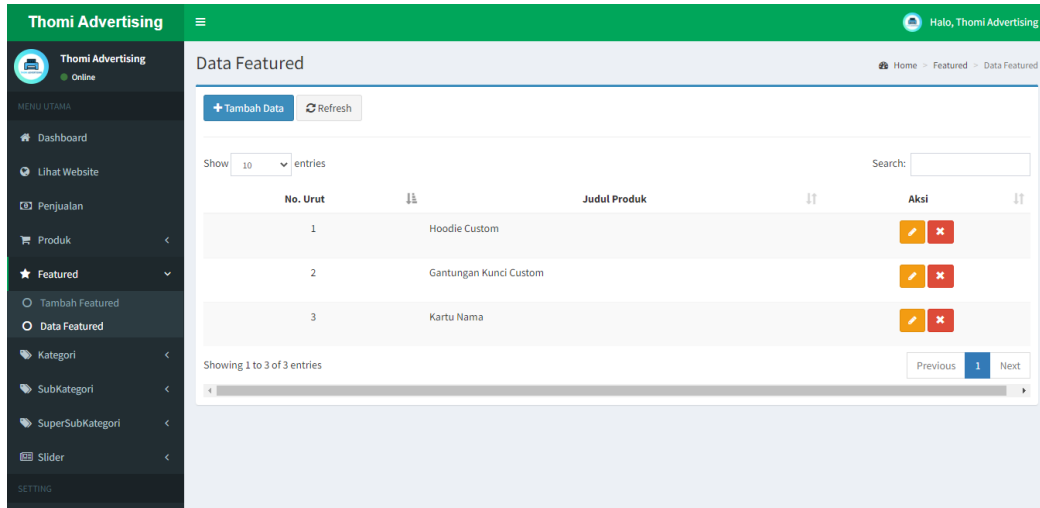 Thomi Advertising
Halo, Thomi Advertising
Thomi Advertising
Online
MENU UTAMA
Dashboard
Lihat Website
Penjualan
Produk
Featured
Tambah Featured
Data Featured
Kategori
SubKategori
SuperSubKategori
Slider
SETTING
Data Featured
Home > Featured > Data Featured
Tambah Data Refresh
Show 10 entries Search:
No. Urut Judul Produk Aksi
1 Hoodie Custom
2 Gantungan Kunci Custom
3 Kartu Nama
Showing 1 to 3 of 3 entries Previous 1 Next